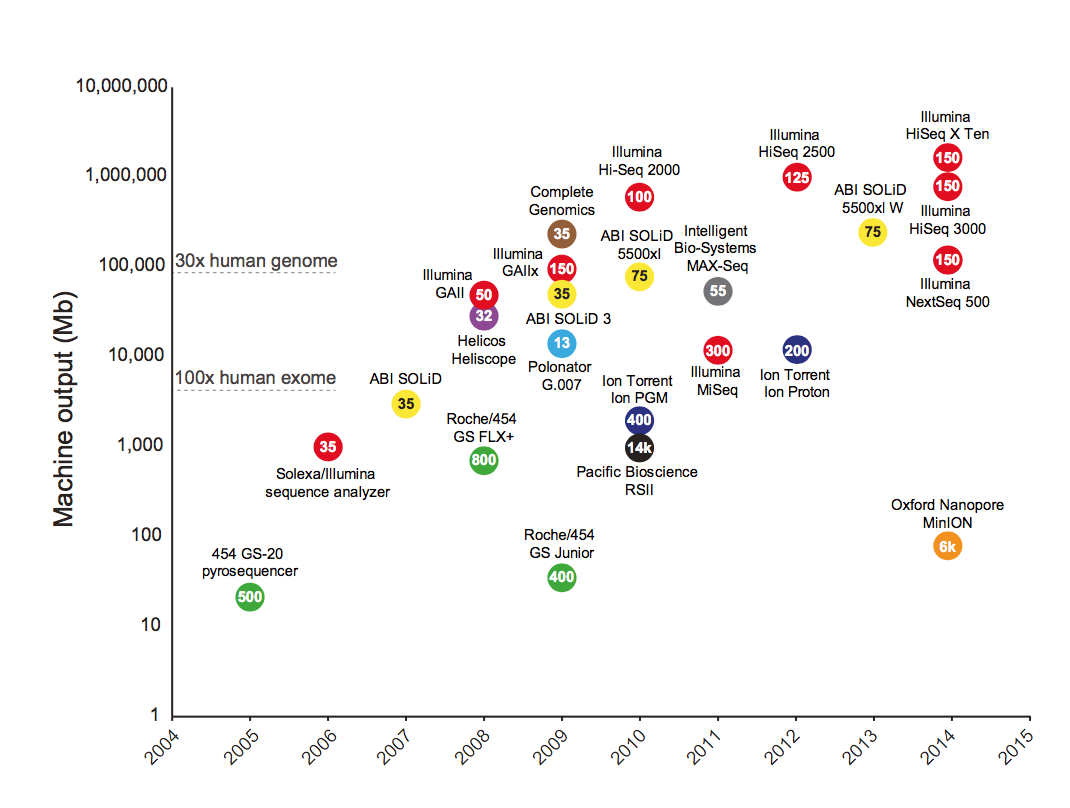 Machine output (Mb)
10,000,000
1,000,000
100,000
10,000
1,000
100
10
1
30x human genome
100x human exome
454 GS-20
pyrosequencer
500
35
Solexa/Illumina
sequence analyzer
ABI SOLiD
35
Illumina
GAII
50
32
Helicos
Heliscope
Roche/454
GS FLX+
800
Complete
Genomics
35
Illumina
GAIIx
150
35
ABI SOLiD 3
13
Polonator
G.007
Roche/454
GS Junior
400
Illumina
Hi-Seq 2000
100
ABI SOLiD
5500xl
75
Ion Torrent
Ion PGM
400
14k
Pacific Bioscience
RSII
Intelligent
Bio-Systems
MAX-Seq
55
300
Illumina
MiSeq
Illumina
HiSeq 2500
125
200
Ion Torrent
Ion Proton
ABI SOLiD
5500xl W
75
Illumina
HiSeq X Ten
150
150
Illumina
HiSeq 3000
150
Illumina
NextSeq 500
Oxford Nanopore
MinION
6k
2004
2005
2006
2007
2008
2009
2010
2011
2012
2013
2014
2015